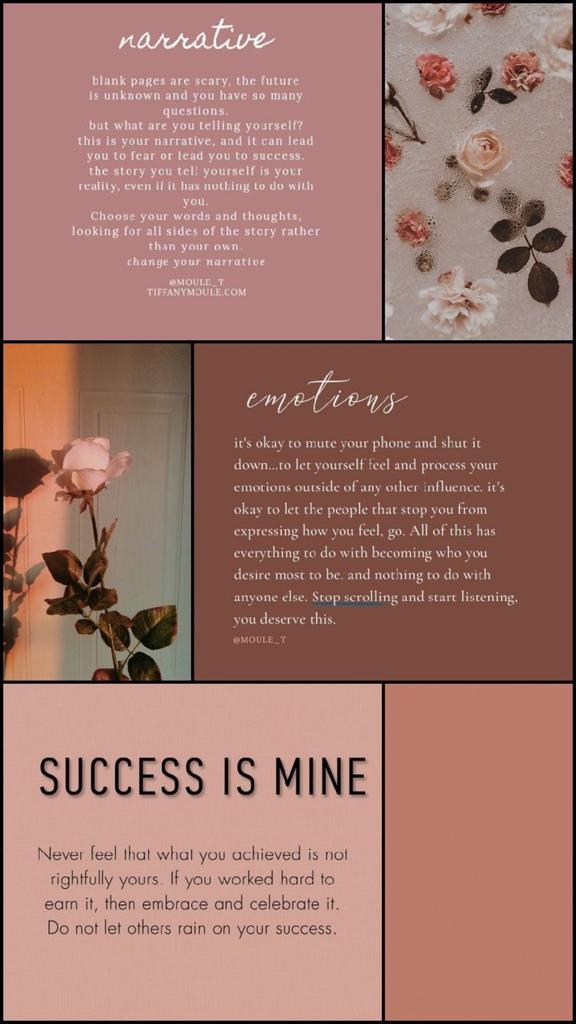 narrative
blank pages are scary, the future
is unknown and you have so many
questions.
but what are you telling yourself?
this is your narrative, and it can lead
you to fear or lead you to success.
the story you tell yourself is your
reality, even if it has nothing to do with
you.
Choose your words and thoughts,
looking for all sides of the story rather
than your own.
change your narrative
@MOULE_T
TIFFANYMOULE.COM
emotions
it's okay to mute your phone and shut it
down...to let yourself feel and process your
emotions outside of any other influence. it's
okay to let the people that stop you from
expressing how you feel, go. All of this has
everything to do with becoming who you
desire most to be. and nothing to do with
anyone else. Stop scrolling and start listening,
you deserve this.
@MOULE_T
SUCCESS IS MINE
Never feel that what you achieved is not
rightfully yours. If you worked hard to
earn it, then embrace and celebrate it.
Do not let others rain on your success.